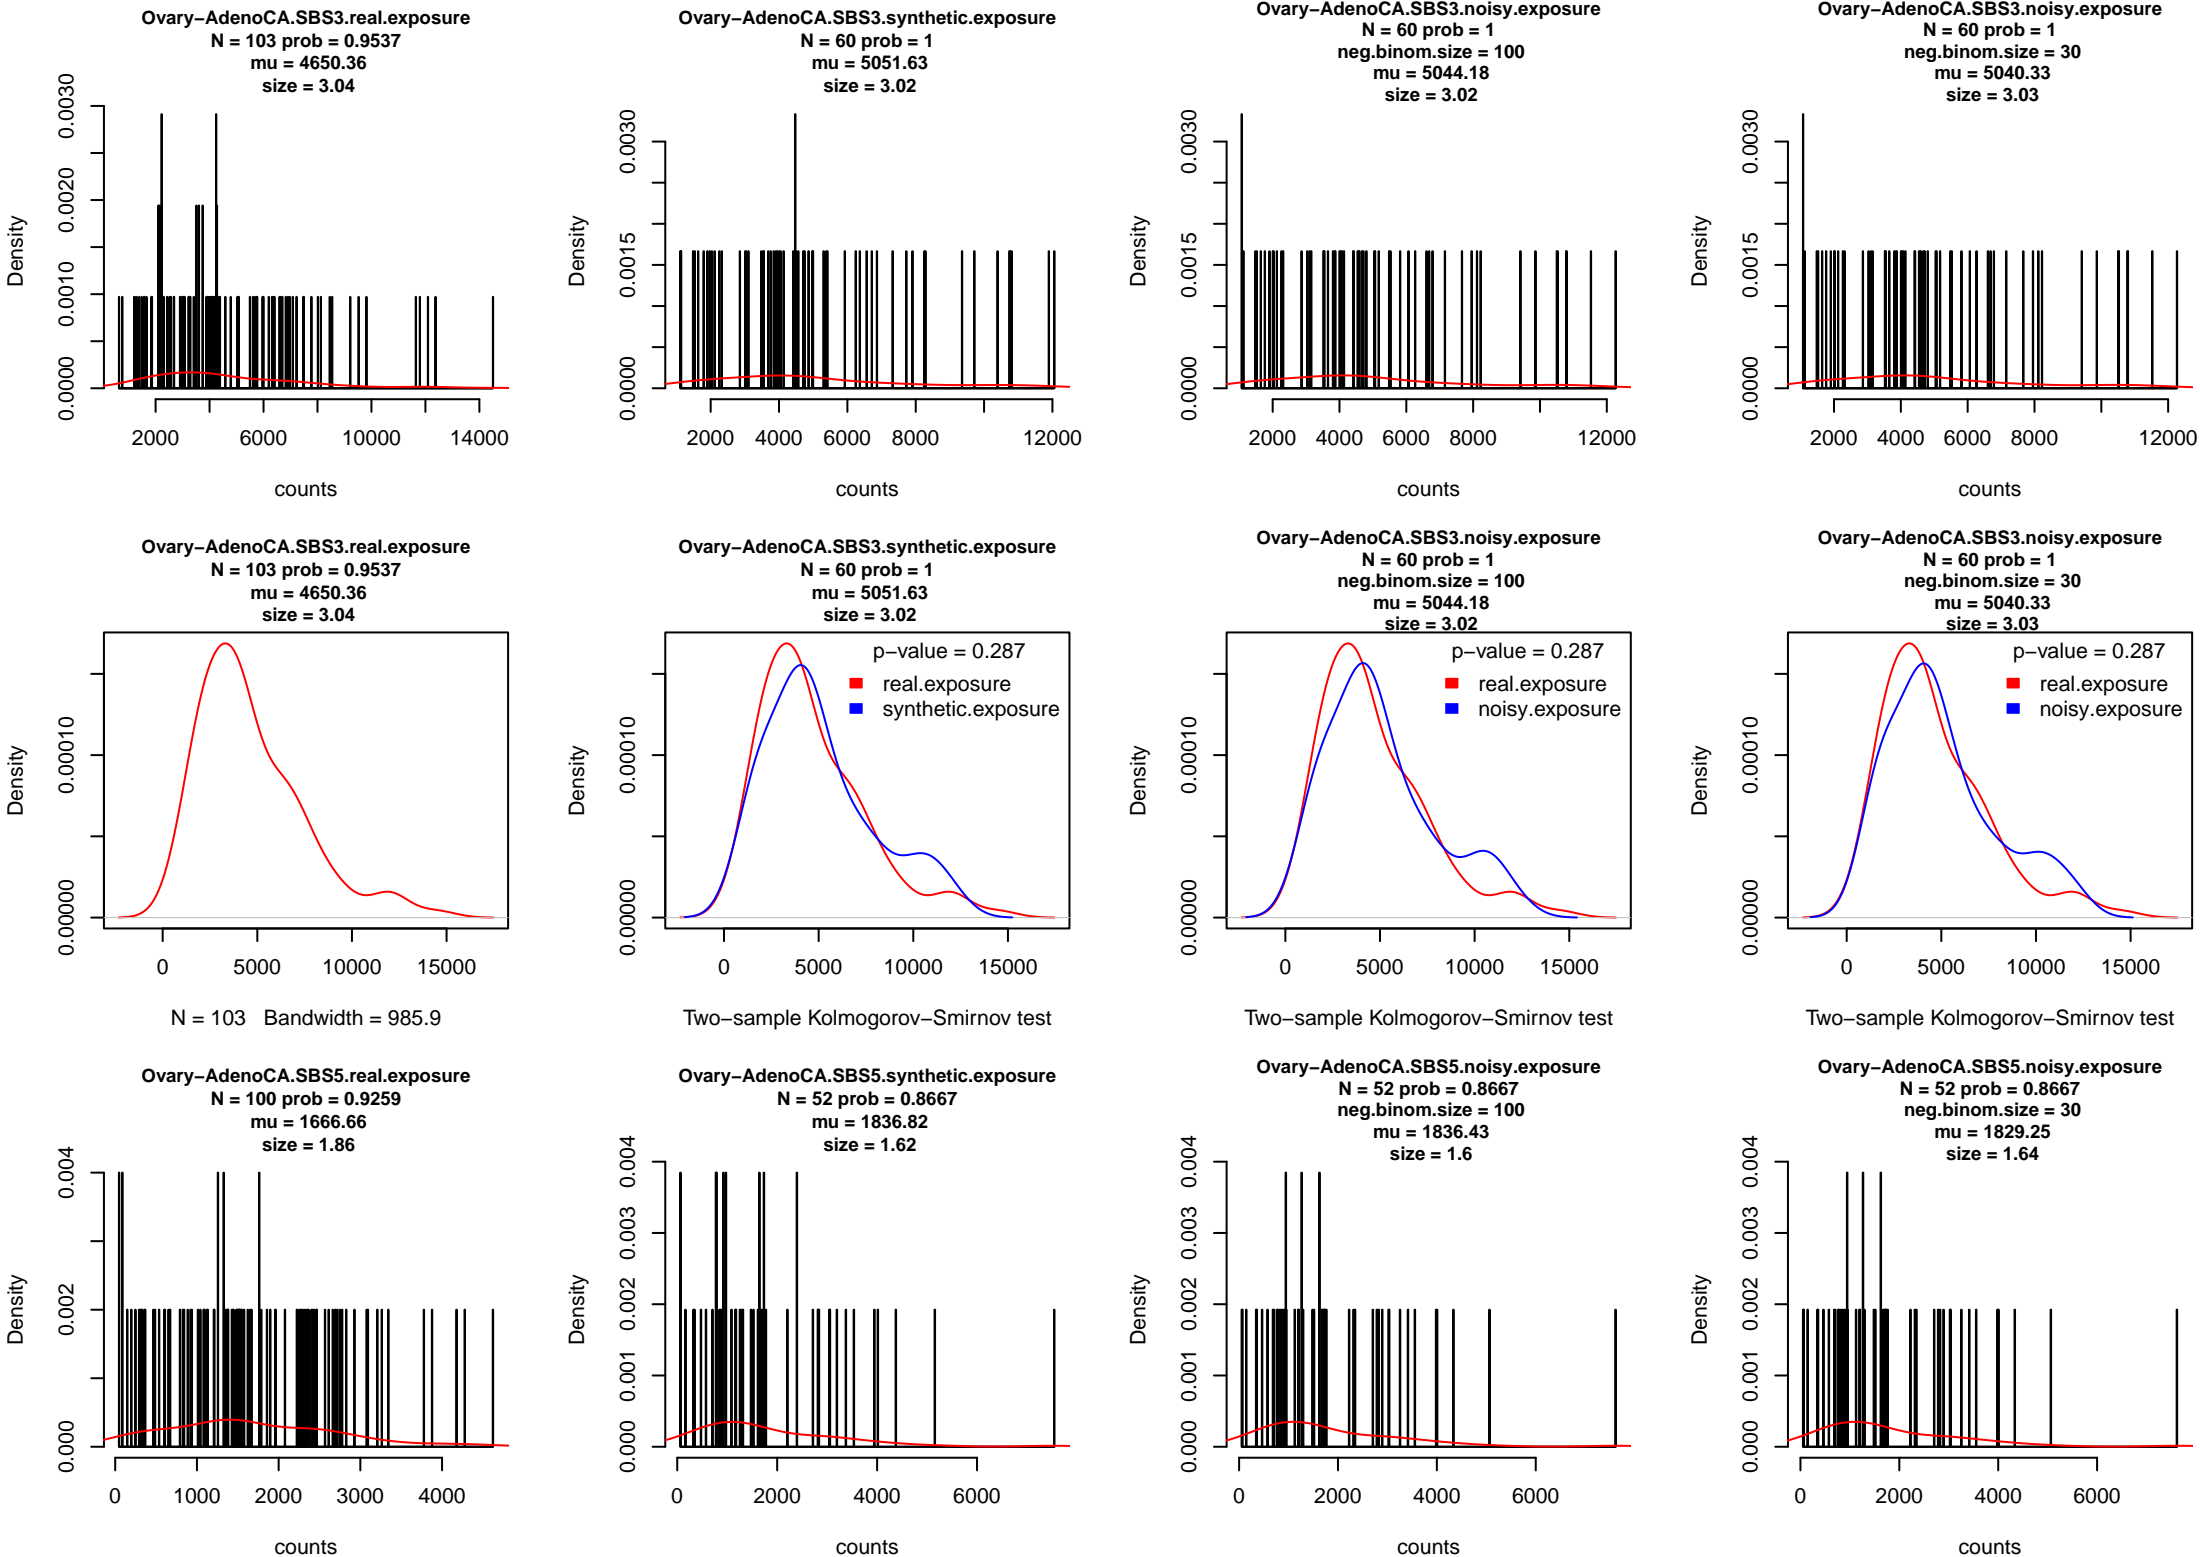 Ovary−AdenoCA.SBS3.real.exposure
N = 103 prob = 0.9537
mu = 4650.36
size = 3.04
Density
0.0000
0.0010
0.0020
0.0030
2000
6000
10000
14000
counts
Ovary−AdenoCA.SBS3.synthetic.exposure
N = 60 prob = 1
mu = 5051.63
size = 3.02
Density
0.0000
0.0015
0.0030
2000
4000
6000
8000
12000
counts
Ovary−AdenoCA.SBS3.noisy.exposure
N = 60 prob = 1
neg.binom.size = 100
mu = 5044.18
size = 3.02
Density
0.0000
0.0015
0.0030
2000
4000
6000
8000
12000
counts
Ovary−AdenoCA.SBS3.noisy.exposure
N = 60 prob = 1
neg.binom.size = 30
mu = 5040.33
size = 3.03
Density
0.0000
0.0015
0.0030
2000
4000
6000
8000
12000
counts
Ovary−AdenoCA.SBS3.real.exposure
N = 103 prob = 0.9537
mu = 4650.36
size = 3.04
Density
0.00000
0.00010
0
5000
10000
15000
N = 103   Bandwidth = 985.9
Ovary−AdenoCA.SBS3.synthetic.exposure
N = 60 prob = 1
mu = 5051.63
size = 3.02
p−value = 0.287
real.exposure
synthetic.exposure
Density
0.00000
0.00010
0
5000
10000
15000
Two−sample Kolmogorov−Smirnov test
Ovary−AdenoCA.SBS3.noisy.exposure
N = 60 prob = 1
neg.binom.size = 100
mu = 5044.18
size = 3.02
p−value = 0.287
real.exposure
noisy.exposure
Density
0.00000
0.00010
0
5000
10000
15000
Two−sample Kolmogorov−Smirnov test
Ovary−AdenoCA.SBS3.noisy.exposure
N = 60 prob = 1
neg.binom.size = 30
mu = 5040.33
size = 3.03
p−value = 0.287
real.exposure
noisy.exposure
Density
0.00000
0.00010
0
5000
10000
15000
Two−sample Kolmogorov−Smirnov test
Ovary−AdenoCA.SBS5.real.exposure
N = 100 prob = 0.9259
mu = 1666.66
size = 1.86
Density
0.000
0.002
0.004
0
1000
2000
3000
4000
counts
Ovary−AdenoCA.SBS5.synthetic.exposure
N = 52 prob = 0.8667
mu = 1836.82
size = 1.62
Density
0.000
0.001
0.002
0.003
0.004
0
2000
4000
6000
counts
Ovary−AdenoCA.SBS5.noisy.exposure
N = 52 prob = 0.8667
neg.binom.size = 100
mu = 1836.43
size = 1.6
Density
0.000
0.001
0.002
0.003
0.004
0
2000
4000
6000
counts
Ovary−AdenoCA.SBS5.noisy.exposure
N = 52 prob = 0.8667
neg.binom.size = 30
mu = 1829.25
size = 1.64
Density
0.000
0.001
0.002
0.003
0.004
0
2000
4000
6000
counts